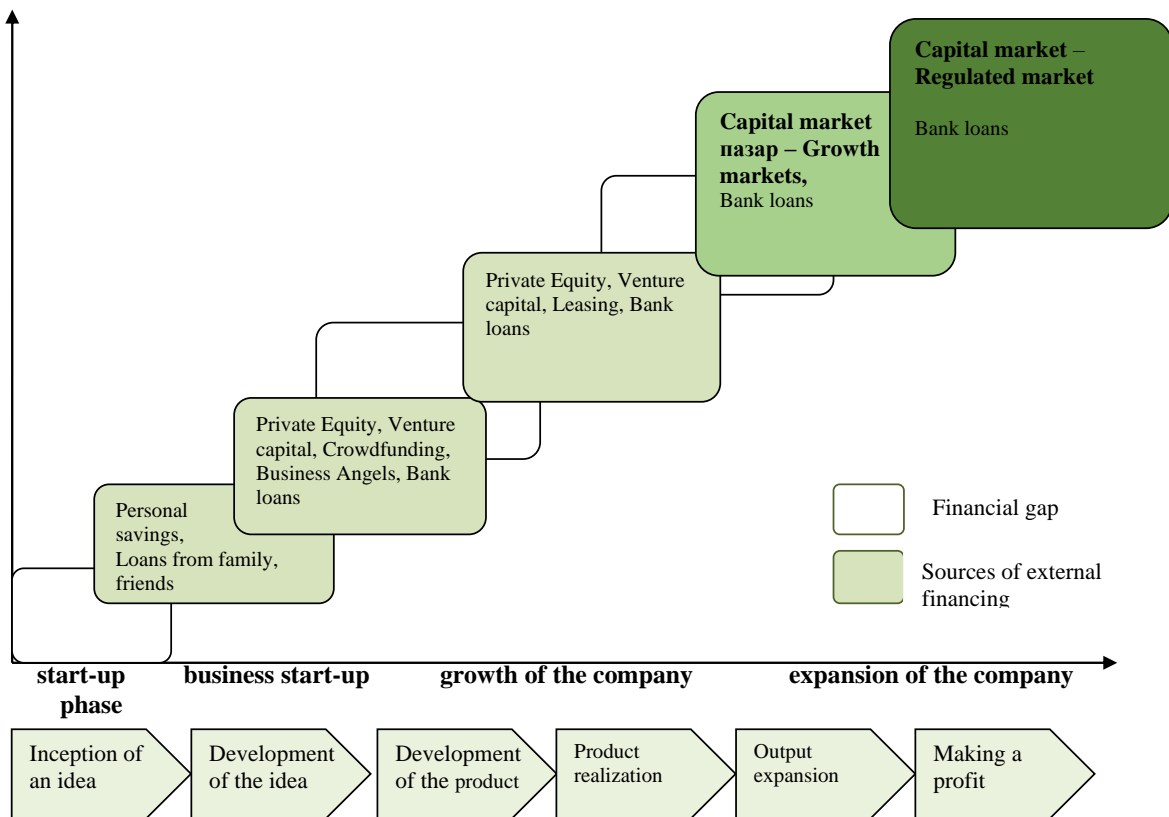 Capital market –
Regulated market
Bank loans
Capital market
пазар – Growth
markets,
Bank loans
Private Equity, Venture
capital, Leasing, Bank
loans
Private Equity, Venture
capital, Crowdfunding,
Business Angels, Bank
loans
Personal
savings,
Loans from family,
friends
Financial gap
Sources of external
financing
start-up
phase
business start-up
growth of the company
expansion of the company
Inception of
an idea
Development
of the idea
Development
of the product
Product
realization
Output
expansion
Making a
profit